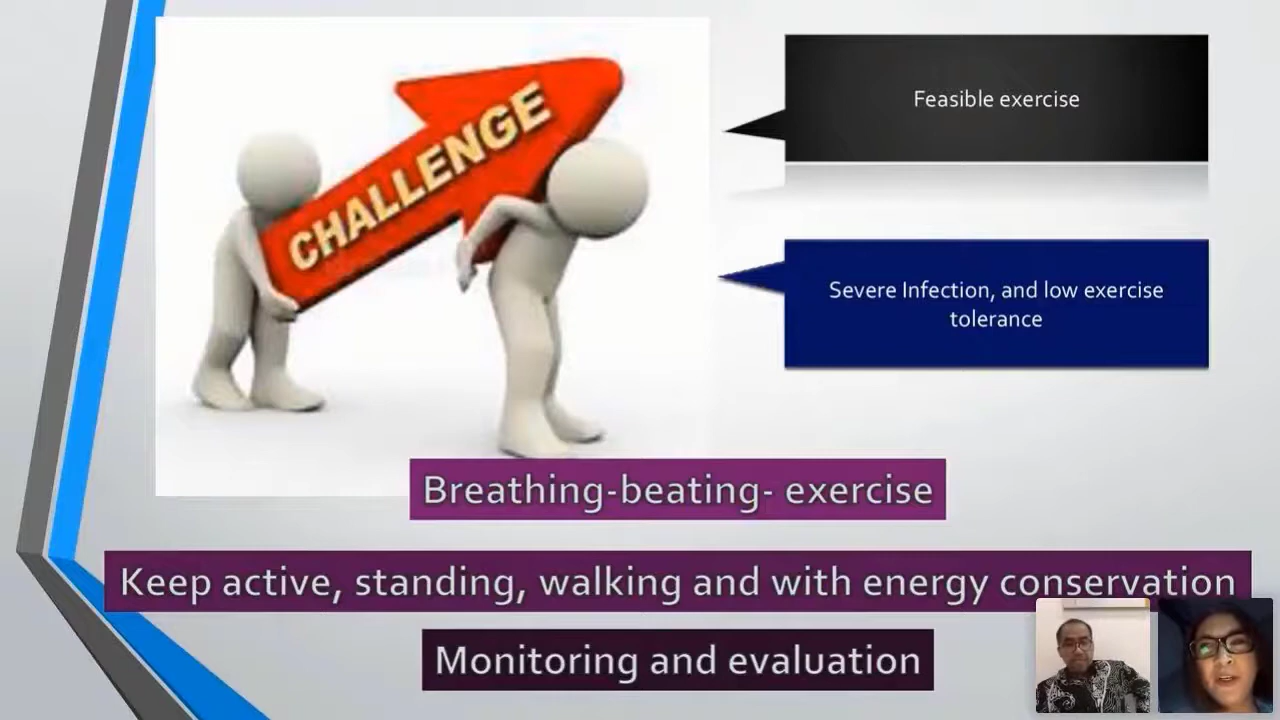 CHALLENGE
Feasible exercise
Severe Infection, and low exercise
tolerance
Breathing-beating- exercise
Keep active, standing, walking and with energy conservation
Monitoring and evaluation